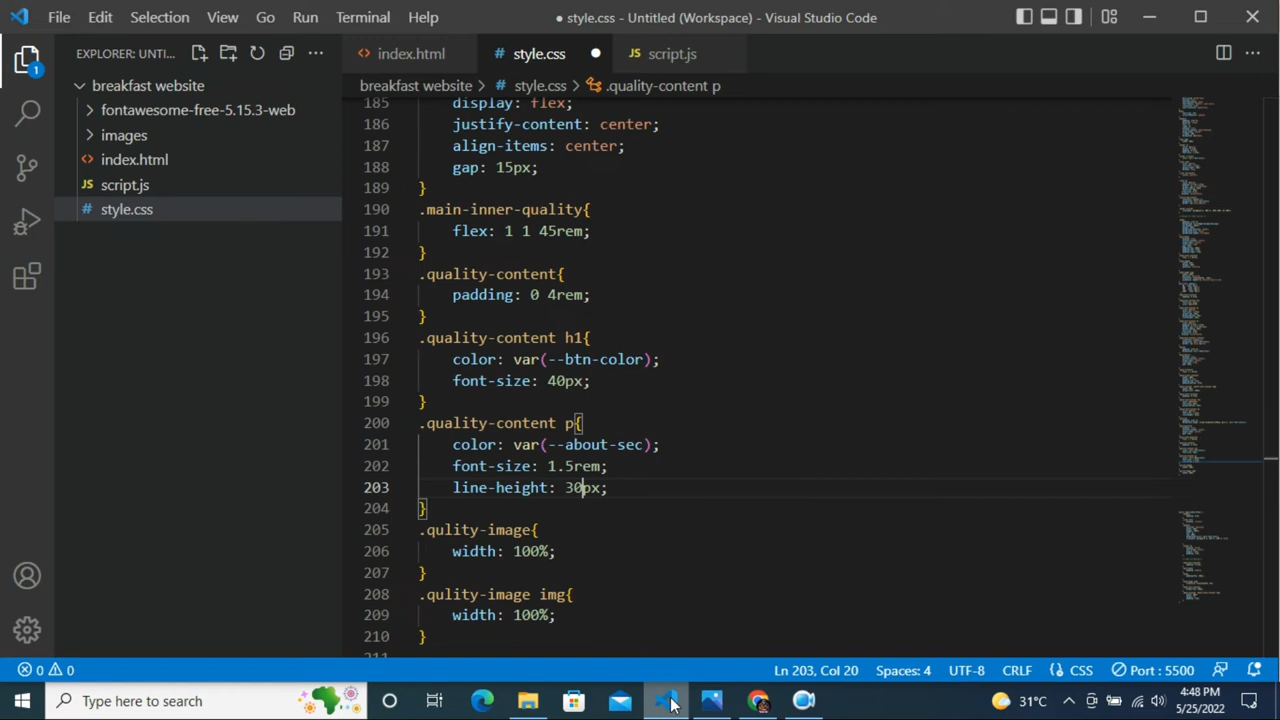 File Edit Selection View Go Run Terminal Help
● style.css - Untitled (Workspace) - Visual Studio Code
EXPLORER: UNTI...
index.html
# style.css ●
JS script.js
1
breakfast website
breakfast website > # style.css > .quality-content p
fontawesome-free-5.15.3-web
images
index.html
JS script.js
# style.css
185 display: flex;
186 justify-content: center;
187 align-items: center;
188 gap: 15px;
189 }
190 .main-inner-quality{
191 flex: 1 1 45rem;
192 }
193 .quality-content{
194 padding: 0 4rem;
195 }
196 .quality-content h1{
197 color: var(--btn-color);
198 font-size: 40px;
199 }
200 .quality-content p{
201 color: var(--about-sec);
202 font-size: 1.5rem;
203 line-height: 30px;
204 }
205 .qulity-image{
206 width: 100%;
207 }
208 .qulity-image img{
209 width: 100%;
210 }
211
0 0
Ln 203, Col 20 Spaces: 4 UTF-8 CRLF {} CSS Port : 5500
Type here to search
31°C
4:48 PM
5/25/2022